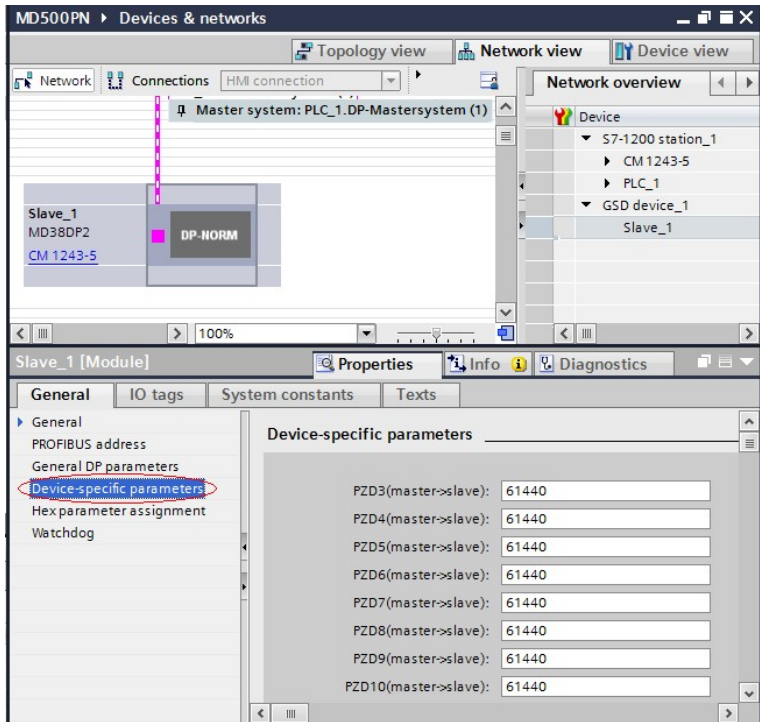 MD500PN ▸ Devices & networks
Topology view
Network view
Device view
Network
Connections
HMI connection
Network overview
Master system: PLC_1.DP-Mastersystem (1)
Device
S7-1200 station_1
CM 1243-5
PLC_1
GSD device_1
Slave_1
Slave_1
MD38DP2
CM 1243-5
DP-NORM
100%
Slave_1 [Module]
Properties
Info
Diagnostics
General
IO tags
System constants
Texts
General
PROFIBUS address
General DP parameters
Device-specific parameters
Hex parameter assignment
Watchdog
Device-specific parameters
PZD3(master->slave): 61440
PZD4(master->slave): 61440
PZD5(master->slave): 61440
PZD6(master->slave): 61440
PZD7(master->slave): 61440
PZD8(master->slave): 61440
PZD9(master->slave): 61440
PZD10(master->slave): 61440